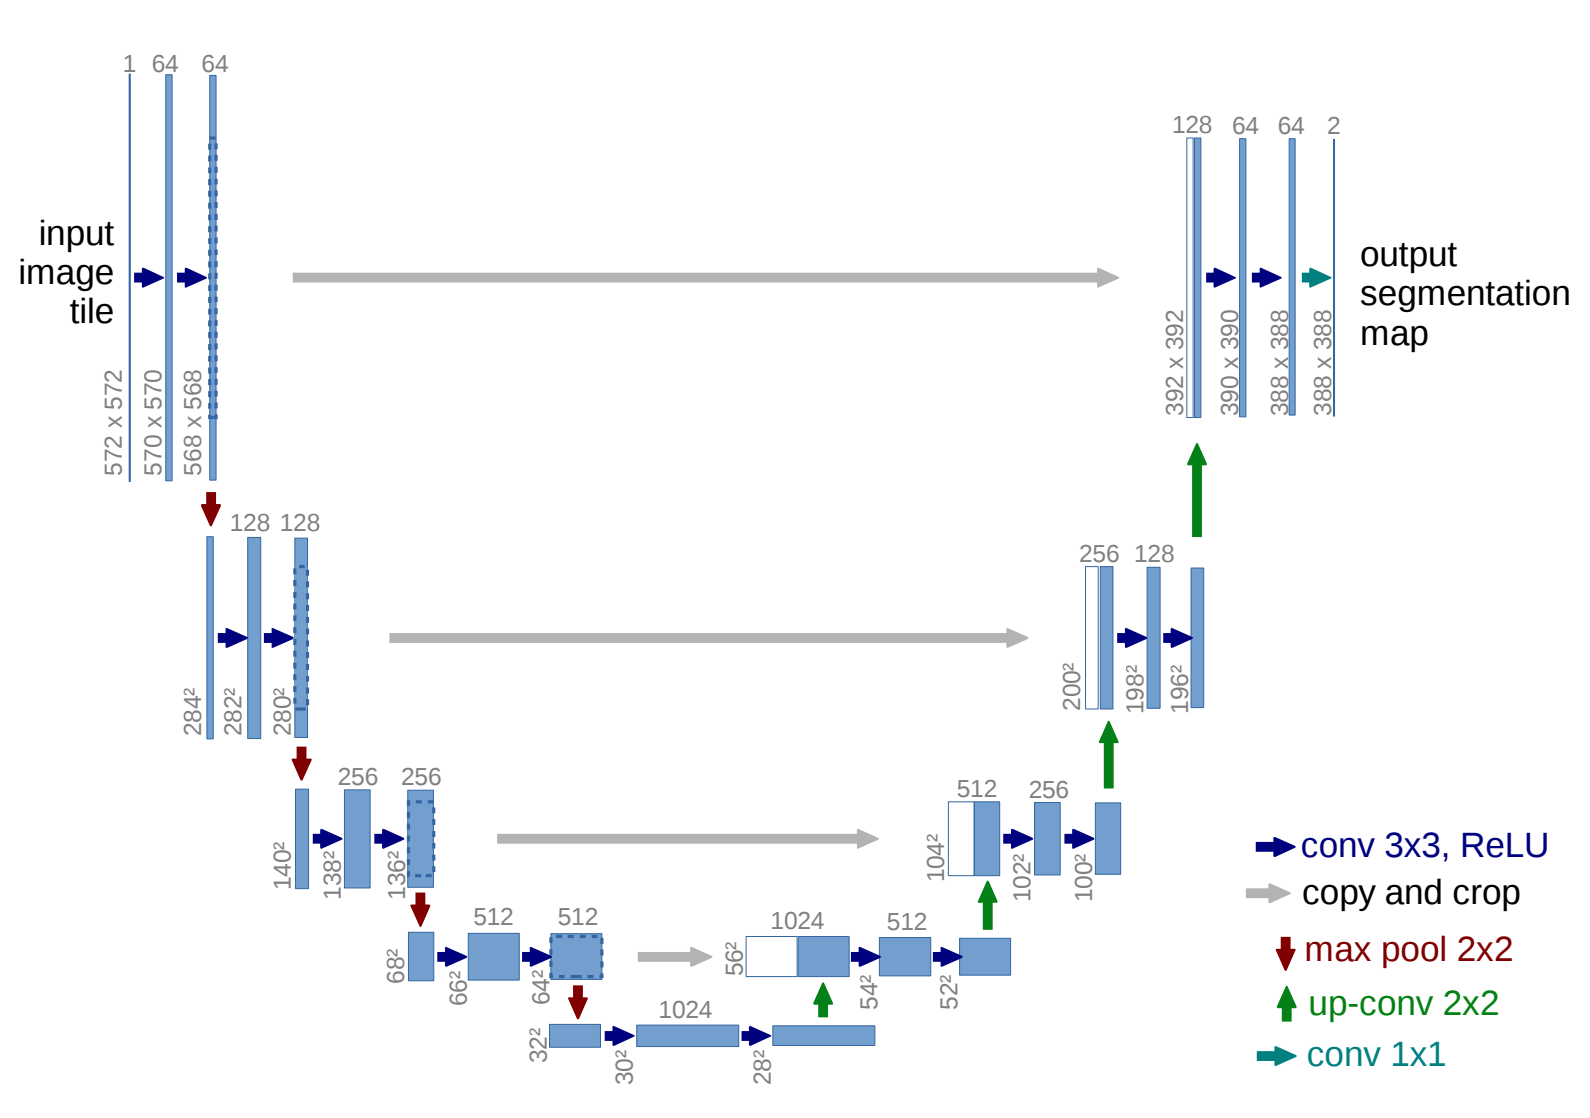 1 64 64
input
image
tile
572 x 572
570 x 570
568 x 568
128 64 64 2
392 x 392
390 x 390
388 x 388
388 x 388
output
segmentation
map
128 128
284²
282²
280²
256 128
200²
198²
196²
256 256
140²
138²
136²
512 256
104²
102²
100²
512 512
68²
66²
64²
1024 512
56²
54²
52²
1024
32²
30²
28²
conv 3x3, ReLU
copy and crop
max pool 2x2
up-conv 2x2
conv 1x1